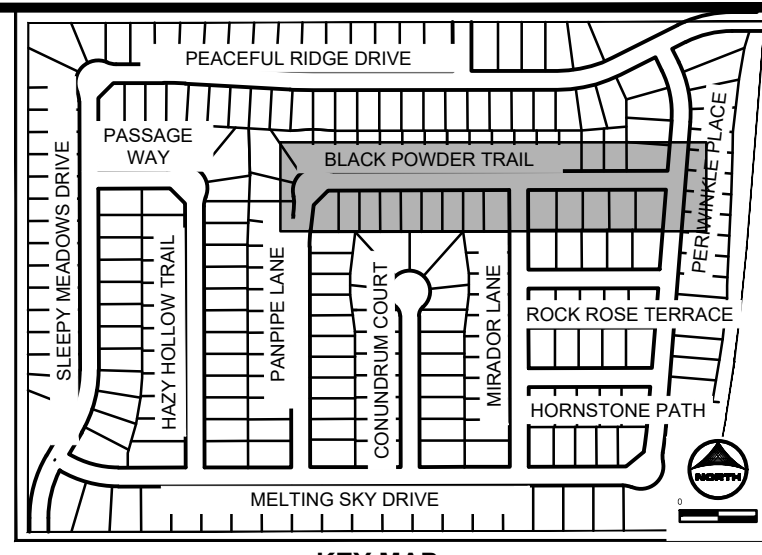 PEACEFUL RIDGE DRIVE
PASSAGE
WAY
BLACK POWDER TRAIL
PERIWINKLE PLACE
SLEEPY MEADOWS DRIVE
HAZY HOLLOW TRAIL
PANPIPE LANE
CONUNDRUM COURT
MIRADOR LANE
ROCK ROSE TERRACE
HORNSTONE PATH
NORTH
0
MELTING SKY DRIVE
KEY MAP